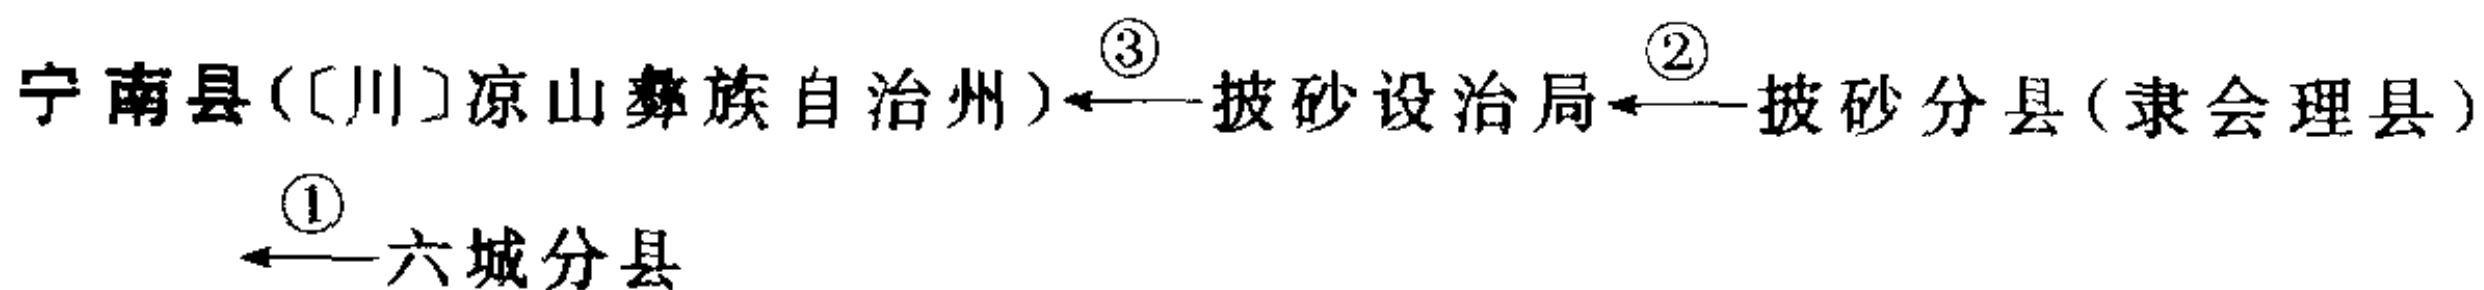 宁南县(〔川〕凉山彝族自治州)←③—披砂设治局←②—披砂分县(隶会理县)
←①—六城分县